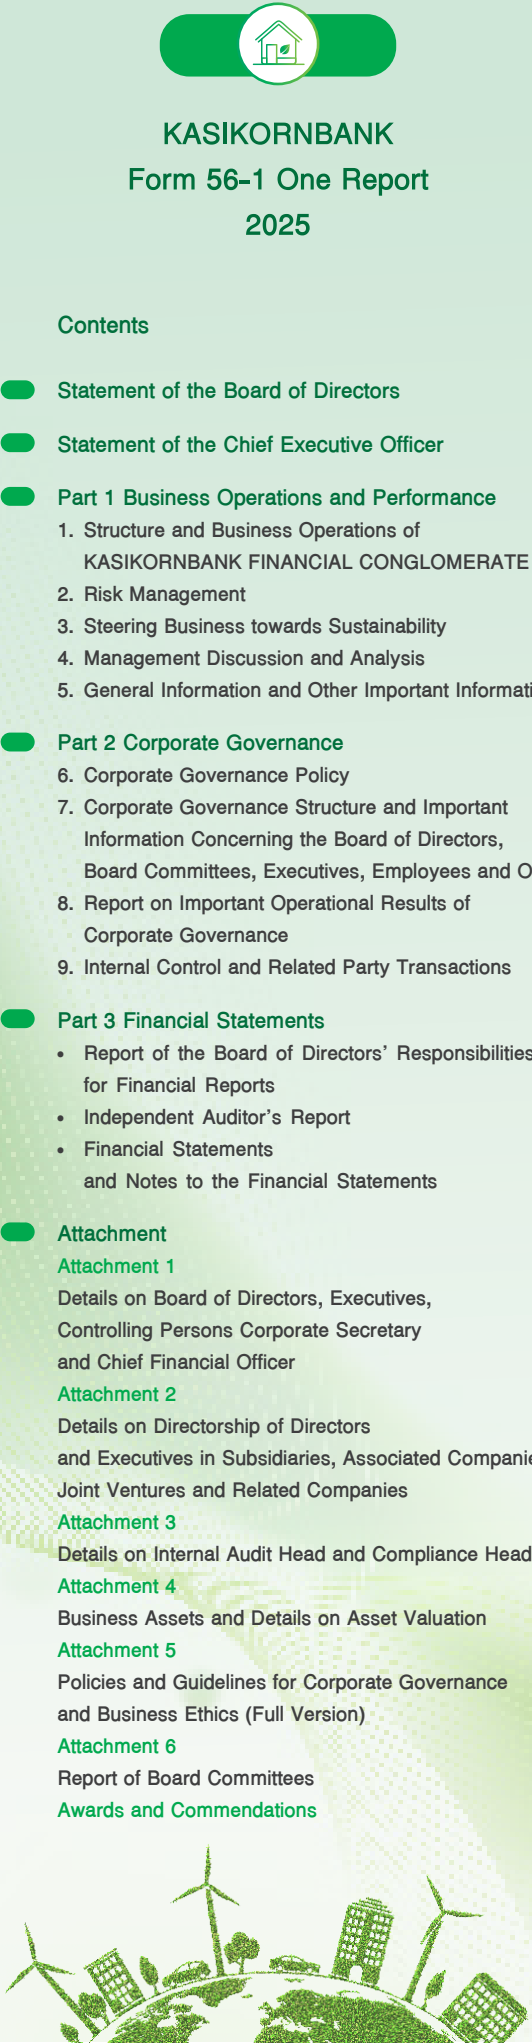 KASIKORNBANK
Form 56-1 One Report
2025
Contents
Statement of the Board of Directors
Statement of the Chief Executive Officer
Part 1 Business Operations and Performance
1. Structure and Business Operations of
KASIKORNBANK FINANCIAL CONGLOMERATE
2. Risk Management
3. Steering Business towards Sustainability
4. Management Discussion and Analysis
5. General Information and Other Important
Part 2 Corporate Governance
6. Corporate Governance Policy
7. Corporate Governance Structure and Important
Information Concerning the Board of Directors,
Board Committees, Executives, Employees and
8. Report on Important Operational Results of
Corporate Governance
9. Internal Control and Related Party Transactions
Part 3 Financial Statements
• Report of the Board of Directors’ Responsibilities
for Financial Reports
• Independent Auditor’s Report
• Financial Statements
and Notes to the Financial Statements
Attachment
Attachment 1
Details on Board of Directors, Executives,
Controlling Persons Corporate Secretary
and Chief Financial Officer
Attachment 2
Details on Directorship of Directors
and Executives in Subsidiaries, Associated
Joint Ventures and Related Companies
Attachment 3
Details on Internal Audit Head and Compliance Head
Attachment 4
Business Assets and Details on Asset Valuation
Attachment 5
Policies and Guidelines for Corporate Governance
and Business Ethics (Full Version)
Attachment 6
Report of Board Committees
Awards and Commendations